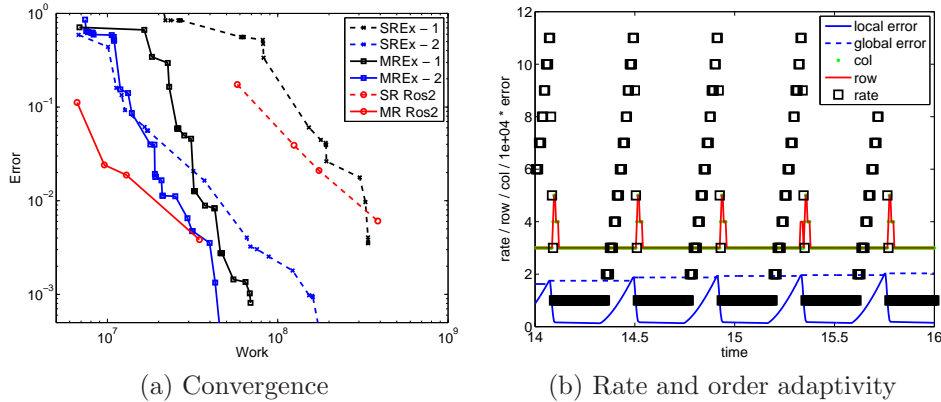 10^0
10^-1
10^-2
10^-3
Error
10^7
10^8
10^9
Work
SREx – 1
SREx – 2
MREx – 1
MREx – 2
SR Ros2
MR Ros2
(a) Convergence
12
10
8
6
4
2
0
rate / row / col / 1e+04 * error
14
14.5
15
15.5
16
time
local error
global error
col
row
rate
(b) Rate and order adaptivity